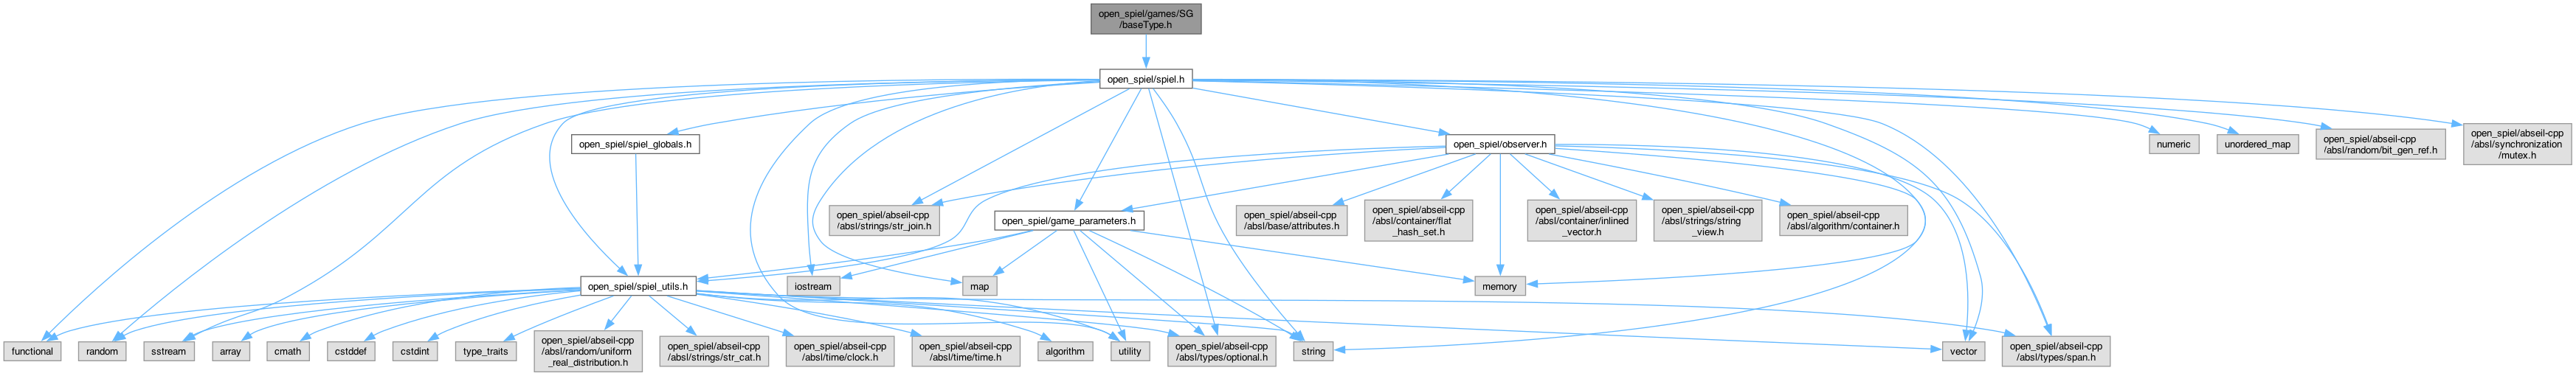 open_spiel/games/SG
/baseType.h
open_spiel/spiel.h
open_spiel/spiel_globals.h
open_spiel/observer.h
numeric
unordered_map
open_spiel/abseil-cpp
/absl/random/bit_gen_ref.h
open_spiel/abseil-cpp
/absl/synchronization
/mutex.h
open_spiel/abseil-cpp
/absl/strings/str_join.h
open_spiel/game_parameters.h
open_spiel/abseil-cpp
/absl/base/attributes.h
open_spiel/abseil-cpp
/absl/container/flat
_hash_set.h
open_spiel/abseil-cpp
/absl/container/inlined
_vector.h
open_spiel/abseil-cpp
/absl/strings/string
_view.h
open_spiel/abseil-cpp
/absl/algorithm/container.h
open_spiel/spiel_utils.h
iostream
map
memory
functional
random
sstream
array
cmath
cstddef
cstdint
type_traits
open_spiel/abseil-cpp
/absl/random/uniform
_real_distribution.h
open_spiel/abseil-cpp
/absl/strings/str_cat.h
open_spiel/abseil-cpp
/absl/time/clock.h
open_spiel/abseil-cpp
/absl/time/time.h
algorithm
utility
open_spiel/abseil-cpp
/absl/types/optional.h
string
vector
open_spiel/abseil-cpp
/absl/types/span.h